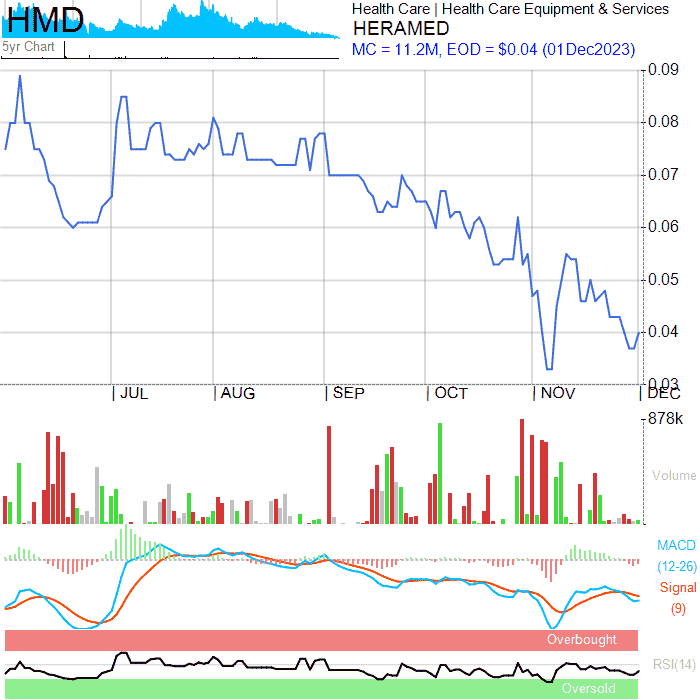 HMD
5yr Chart
Health Care | Health Care Equipment & Services
HERAMED
MC = 11.2M, EOD = $0.04 (01Dec2023)
0.09
0.08
0.07
0.06
0.05
0.04
0.03
JUL AUG SEP OCT NOV DEC
878k
Volume
MACD
(12-26)
Signal
(9)
Overbought
RSI(14)
Oversold